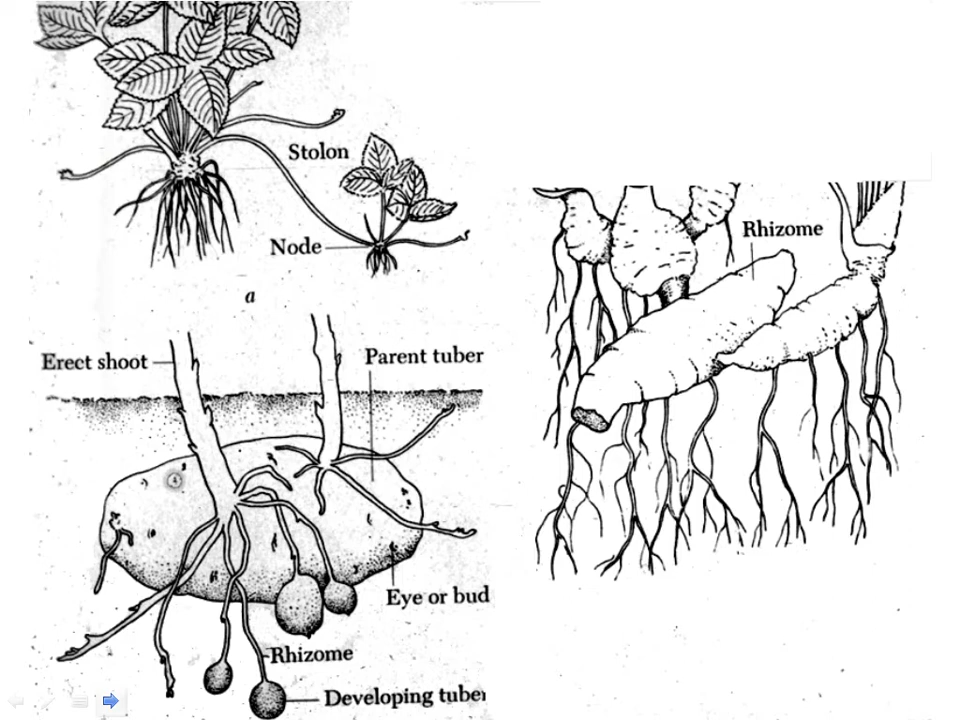 Stolon
Node
a
Erect shoot
Parent tuber
Eye or bud
Rhizome
Developing tuber
Rhizome